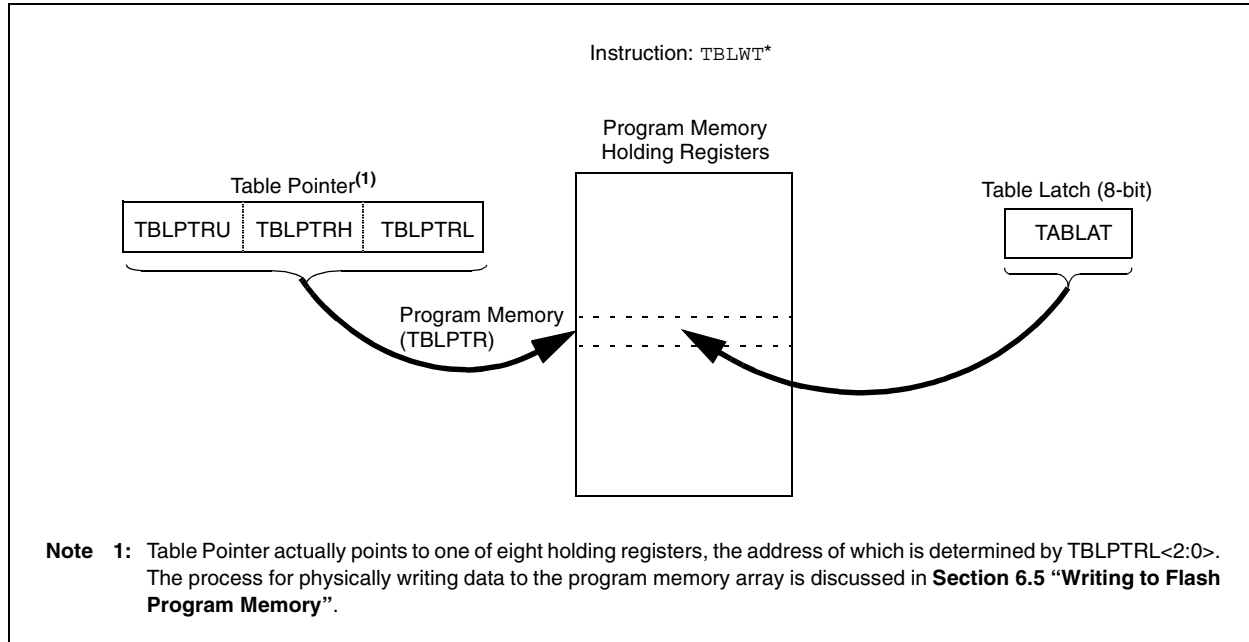 Instruction: TBLWT*
Program Memory
Holding Registers
Table Pointer(1)
Table Latch (8-bit)
TBLPTRU TBLPTRH TBLPTRL
TABLAT
Program Memory
(TBLPTR)
Note 1: Table Pointer actually points to one of eight holding registers, the address of which is determined by TBLPTRL<2:0>.
The process for physically writing data to the program memory array is discussed in Section 6.5 “Writing to Flash
Program Memory”.